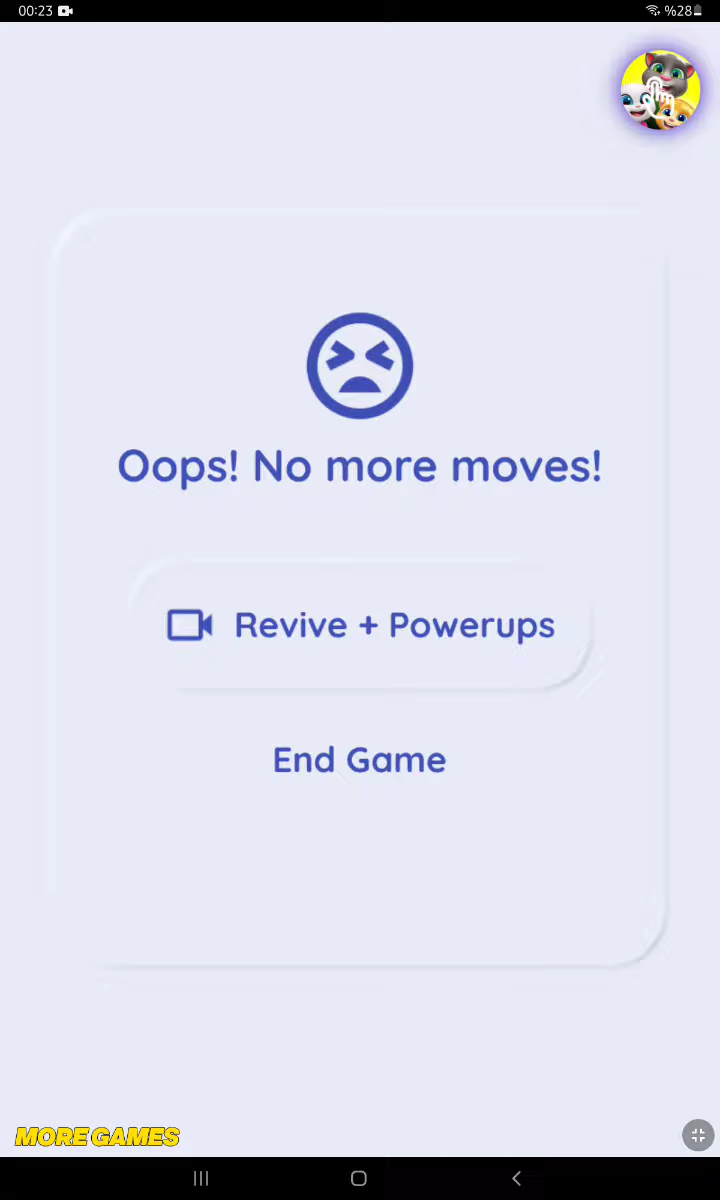 00:23 %28
Oops! No more moves!
Revive + Powerups
End Game
MORE GAMES